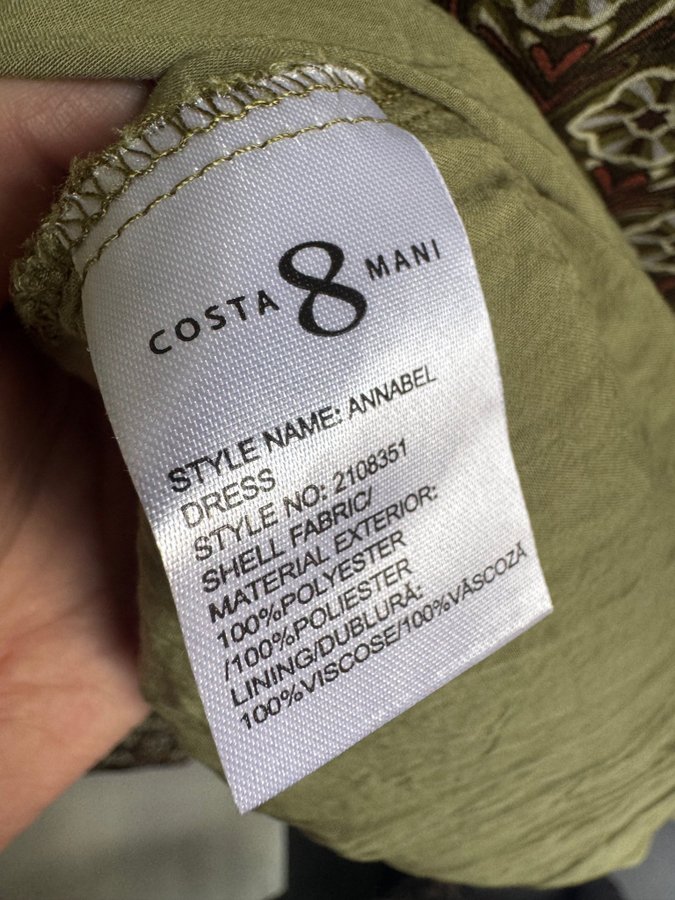 COSTA 8 MANI
STYLE NAME: ANNABEL
DRESS
STYLE NO: 2108351
SHELL FABRIC/
MATERIAL EXTERIOR:
100%POLYESTER
/100%POLIESTER
LINING/DUBLURĂ:
100%VISCOSE/100%VÂSCOZĂ